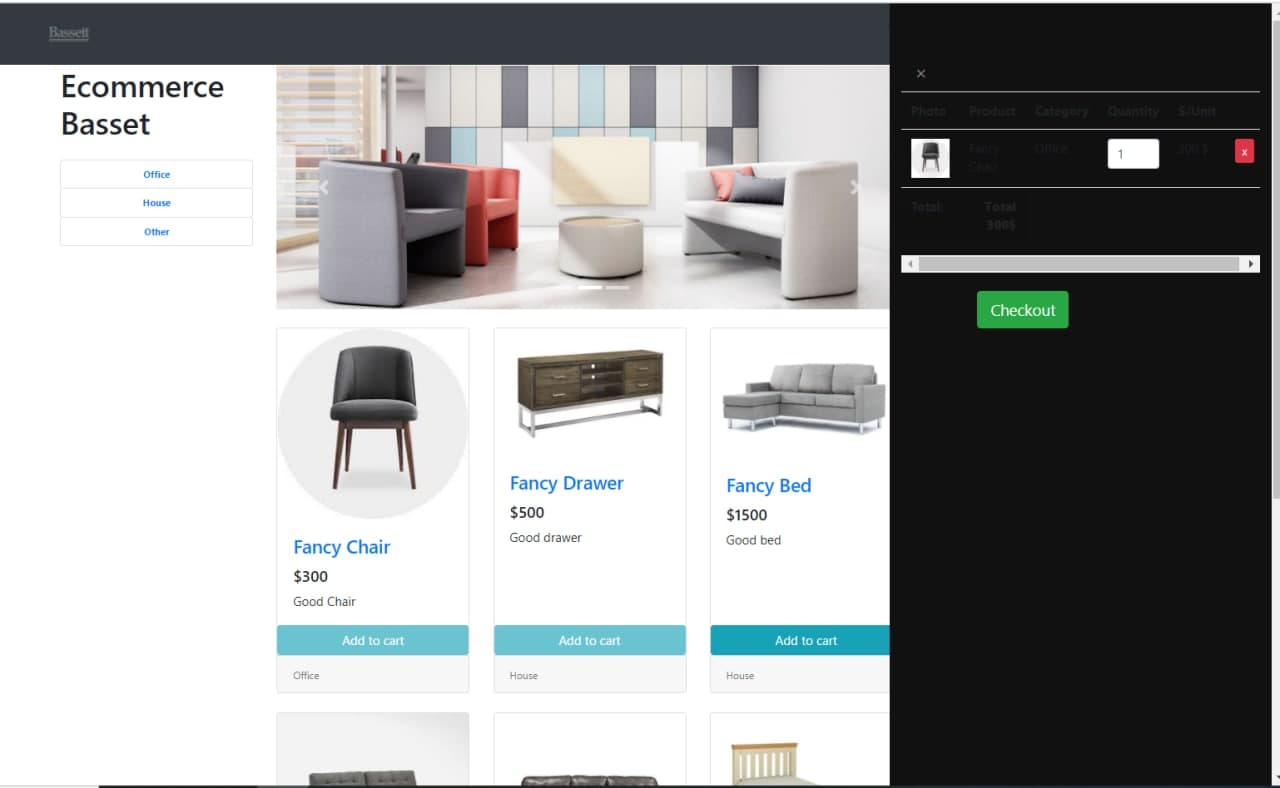 Bassett
Ecommerce
Basset
Office
House
Other
×
Photo Product Category Quantity $/Unit
Fancy Office 1 300 $ x
Chair
Total: Total
300$
Checkout
Fancy Chair
$300
Good Chair
Add to cart
Office
Fancy Drawer
$500
Good drawer
Add to cart
House
Fancy Bed
$1500
Good bed
Add to cart
House